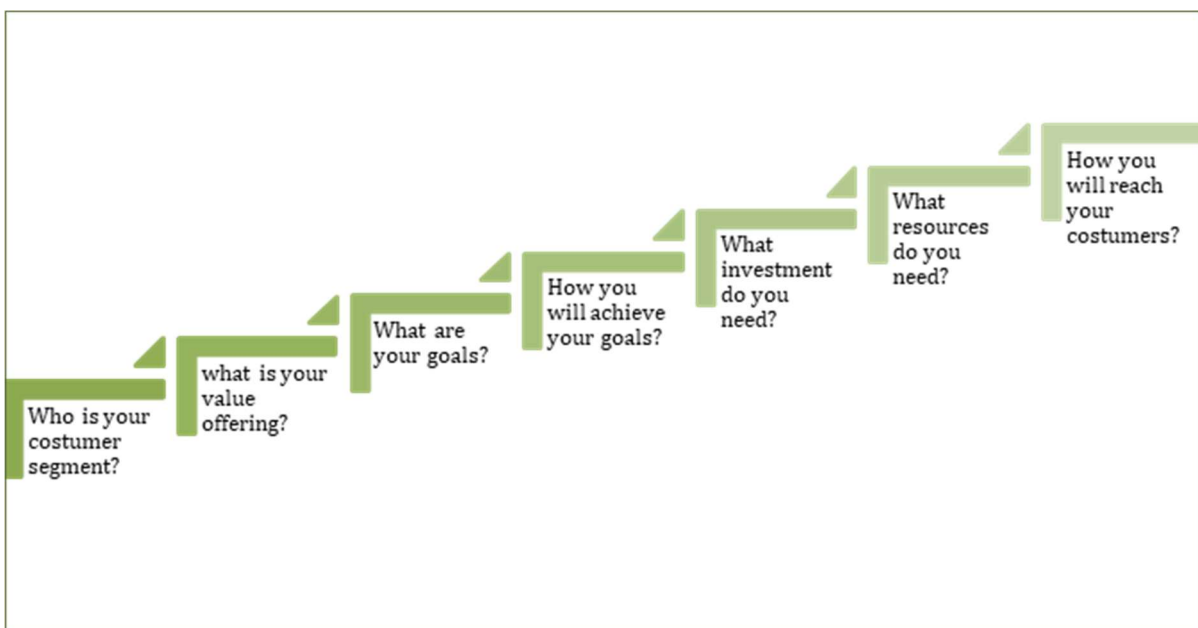 Who is your
costumer
segment?
what is your
value
offering?
What are
your goals?
How you
will achieve
your goals?
What
investment
do you
need?
What
resources
do you
need?
How you
will reach
your
costumers?